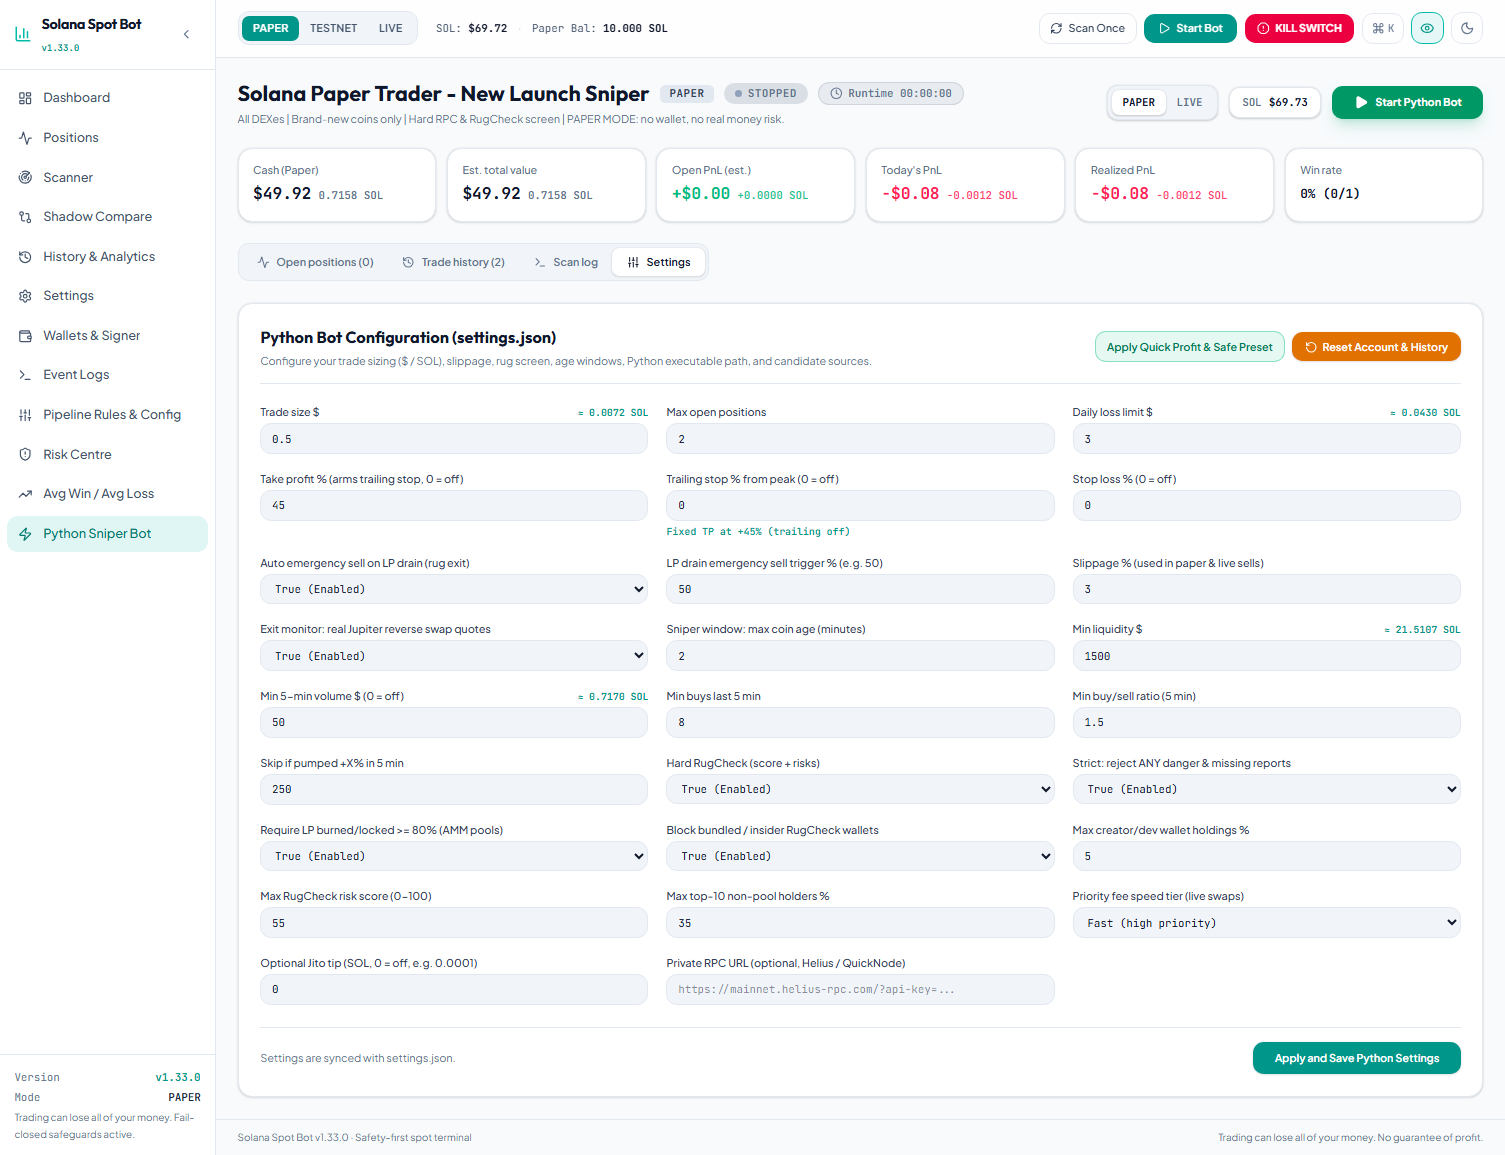 Solana Spot Bot
v1.33.0
PAPER TESTNET LIVE SOL: $69.72 · Paper Bal: 10.000 SOL Scan Once Start Bot KILL SWITCH ⌘ K
Dashboard
Positions
Scanner
Shadow Compare
History & Analytics
Settings
Wallets & Signer
Event Logs
Pipeline Rules & Config
Risk Centre
Avg Win / Avg Loss
Python Sniper Bot
Version v1.33.0
Mode PAPER
Trading can lose all of your money. Fail-
closed safeguards active.
Solana Paper Trader - New Launch Sniper PAPER STOPPED Runtime 00:00:00
All DEXes | Brand-new coins only | Hard RPC & RugCheck screen | PAPER MODE: no wallet, no real money risk.
PAPER LIVE SOL $69.73 Start Python Bot
Cash (Paper)
$49.92 0.7158 SOL
Est. total value
$49.92 0.7158 SOL
Open PnL (est.)
+$0.00 +0.0000 SOL
Today's PnL
-$0.08 -0.0012 SOL
Realized PnL
-$0.08 -0.0012 SOL
Win rate
0% (0/1)
Open positions (0) Trade history (2) Scan log Settings
Python Bot Configuration (settings.json)
Configure your trade sizing ($ / SOL), slippage, rug screen, age windows, Python executable path, and candidate sources.
Apply Quick Profit & Safe Preset Reset Account & History
Trade size $ ≈ 0.0072 SOL
0.5
Max open positions
2
Daily loss limit $ ≈ 0.0430 SOL
3
Take profit % (arms trailing stop, 0 = off)
45
Trailing stop % from peak (0 = off)
0
Fixed TP at +45% (trailing off)
Stop loss % (0 = off)
0
Auto emergency sell on LP drain (rug exit)
True (Enabled)
LP drain emergency sell trigger % (e.g. 50)
50
Slippage % (used in paper & live sells)
3
Exit monitor: real Jupiter reverse swap quotes
True (Enabled)
Sniper window: max coin age (minutes)
2
Min liquidity $ ≈ 21.5107 SOL
1500
Min 5-min volume $ (0 = off) ≈ 0.7170 SOL
50
Min buys last 5 min
8
Min buy/sell ratio (5 min)
1.5
Skip if pumped +X% in 5 min
250
Hard RugCheck (score + risks)
True (Enabled)
Strict: reject ANY danger & missing reports
True (Enabled)
Require LP burned/locked >= 80% (AMM pools)
True (Enabled)
Block bundled / insider RugCheck wallets
True (Enabled)
Max creator/dev wallet holdings %
5
Max RugCheck risk score (0-100)
55
Max top-10 non-pool holders %
35
Priority fee speed tier (live swaps)
Fast (high priority)
Optional Jito tip (SOL, 0 = off, e.g. 0.0001)
0
Private RPC URL (optional, Helius / QuickNode)
https://mainnet.helius-rpc.com/?api-key=...
Settings are synced with settings.json.
Apply and Save Python Settings
Solana Spot Bot v1.33.0 · Safety-first spot terminal
Trading can lose all of your money. No guarantee of profit.